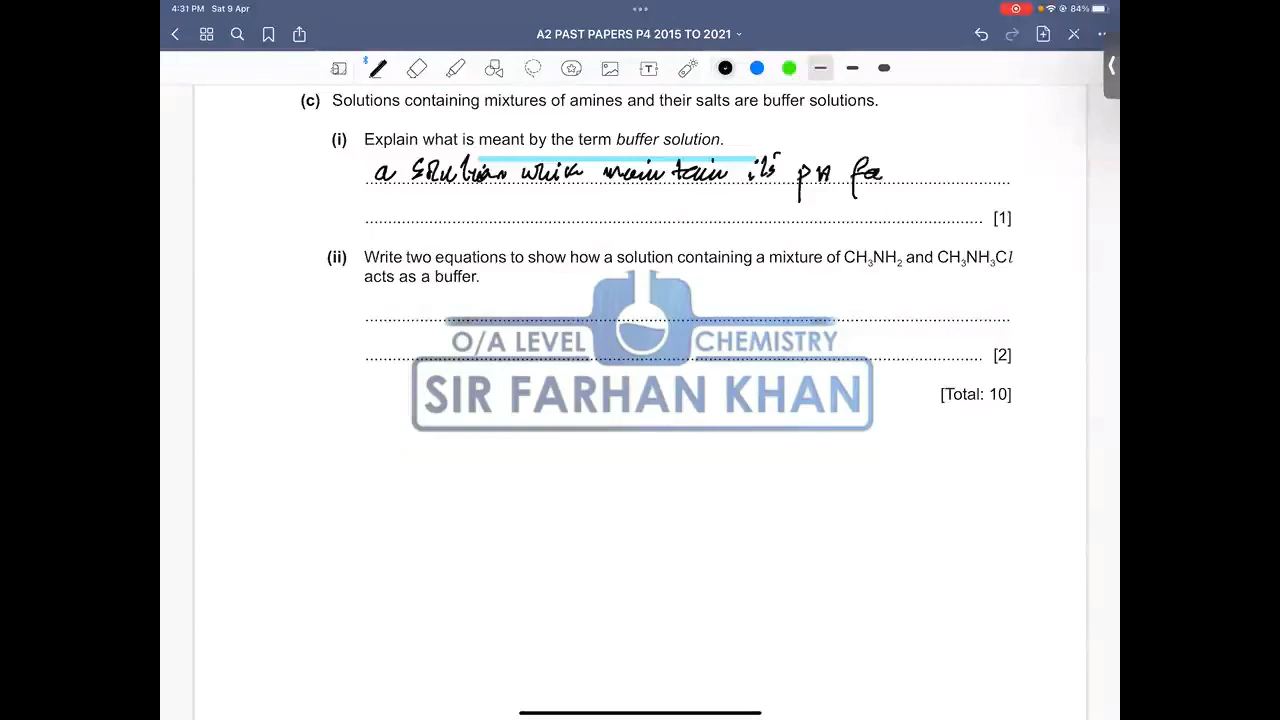 4:31 PM Sat 9 Apr
84%
A2 PAST PAPERS P4 2015 TO 2021
(c) Solutions containing mixtures of amines and their salts are buffer solutions.
(i) Explain what is meant by the term buffer solution.
a solution which maintain its pH fo
[1]
(ii) Write two equations to show how a solution containing a mixture of CH₃NH₂ and CH₃NH₃Cl
acts as a buffer.
O/A LEVEL CHEMISTRY
[2]
SIR FARHAN KHAN
[Total: 10]